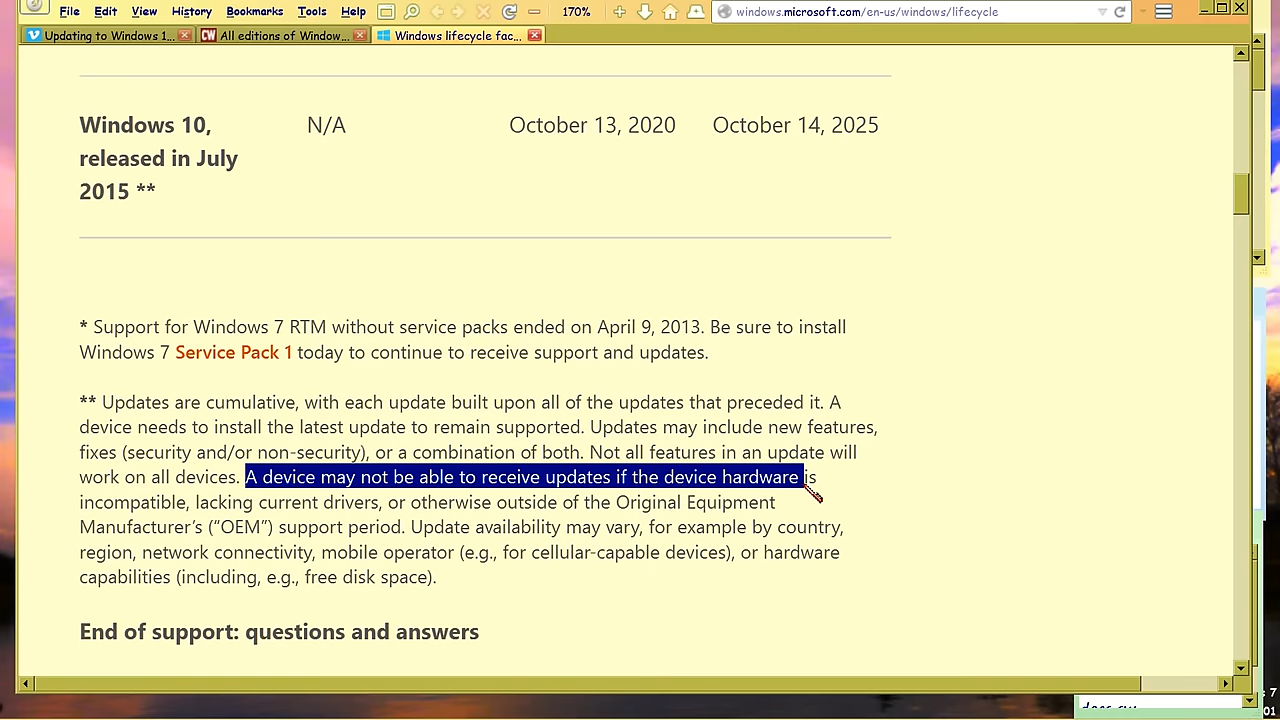 File Edit View History Bookmarks Tools Help 170% windows.microsoft.com/en-us/windows/lifecycle
Updating to Windows 1... CW All editions of Window... Windows lifecycle fac...
Windows 10, N/A October 13, 2020 October 14, 2025
released in July
2015 **
* Support for Windows 7 RTM without service packs ended on April 9, 2013. Be sure to install
Windows 7 Service Pack 1 today to continue to receive support and updates.
** Updates are cumulative, with each update built upon all of the updates that preceded it. A
device needs to install the latest update to remain supported. Updates may include new features,
fixes (security and/or non-security), or a combination of both. Not all features in an update will
work on all devices. A device may not be able to receive updates if the device hardware is
incompatible, lacking current drivers, or otherwise outside of the Original Equipment
Manufacturer’s (“OEM”) support period. Update availability may vary, for example by country,
region, network connectivity, mobile operator (e.g., for cellular-capable devices), or hardware
capabilities (including, e.g., free disk space).
End of support: questions and answers